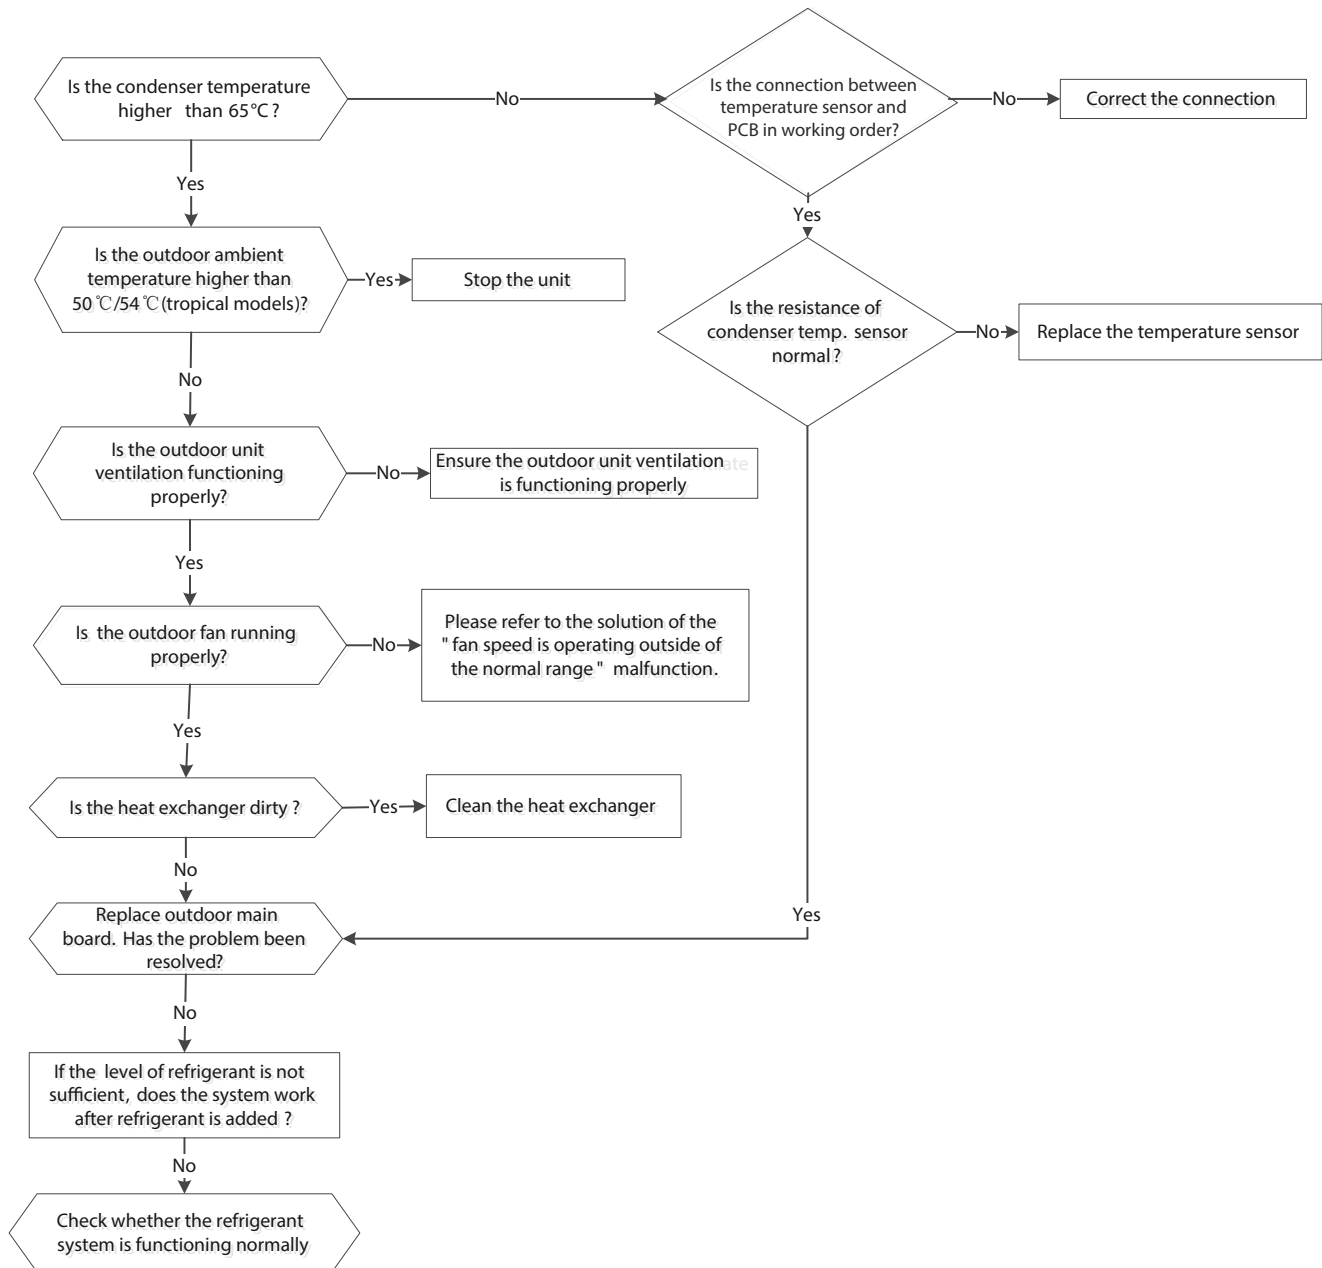 Is the condenser temperature
higher than 65°C ?
No
Is the connection between
temperature sensor and
PCB in working order?
No
Correct the connection
Yes
Yes
Is the outdoor ambient
temperature higher than
50 ℃/54 ℃ (tropical models)?
Yes
Stop the unit
Is the resistance of
condenser temp. sensor
normal ?
No
Replace the temperature sensor
No
Is the outdoor unit
ventilation functioning
properly?
No
Ensure the outdoor unit ventilation
is functioning properly
Yes
Is the outdoor fan running
properly?
No
Please refer to the solution of the
" fan speed is operating outside of
the normal range " malfunction.
Yes
Is the heat exchanger dirty ?
Yes
Clean the heat exchanger
No
Yes
Replace outdoor main
board. Has the problem been
resolved?
No
If the level of refrigerant is not
sufficient, does the system work
after refrigerant is added ?
No
Check whether the refrigerant
system is functioning normally